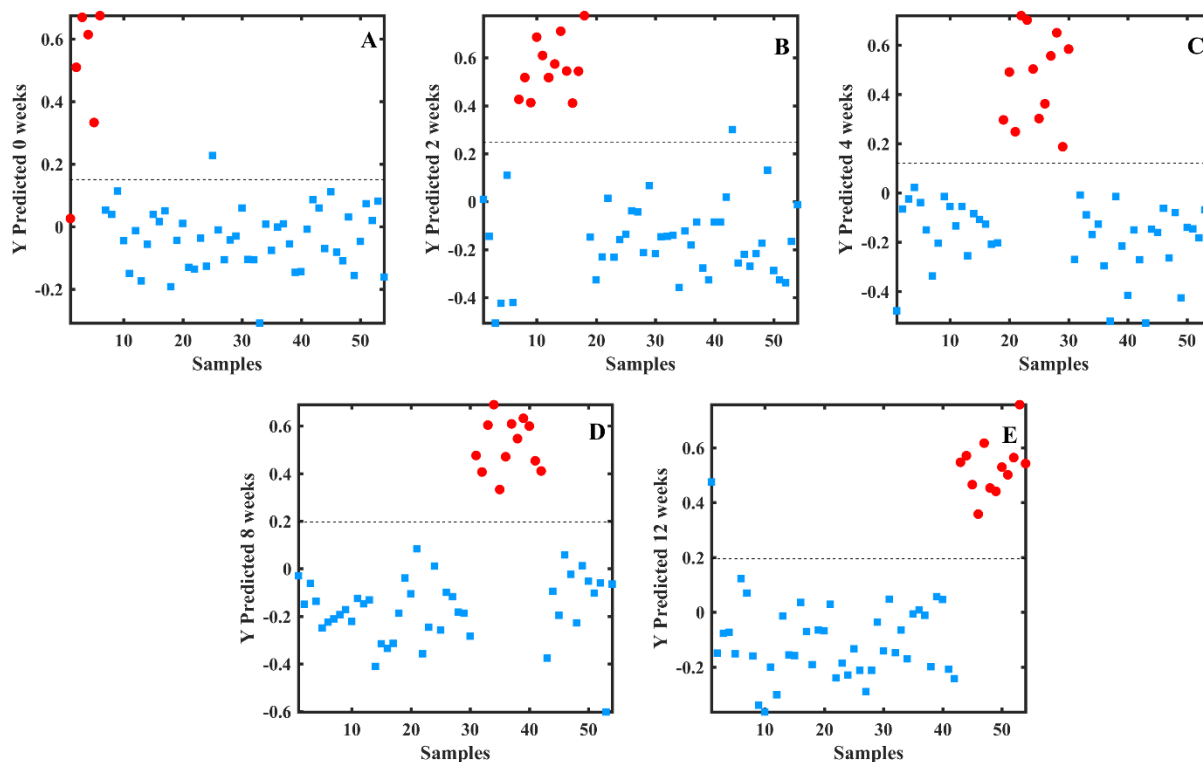 A
Y Predicted 0 weeks
0.6
0.4
0.2
0
-0.2
10 20 30 40 50
Samples
B
Y Predicted 2 weeks
0.6
0.4
0.2
0
-0.2
-0.4
10 20 30 40 50
Samples
C
Y Predicted 4 weeks
0.6
0.4
0.2
0
-0.2
-0.4
10 20 30 40 50
Samples
D
Y Predicted 8 weeks
0.6
0.4
0.2
0
-0.2
-0.4
-0.6
10 20 30 40 50
Samples
E
Y Predicted 12 weeks
0.6
0.4
0.2
0
-0.2
10 20 30 40 50
Samples